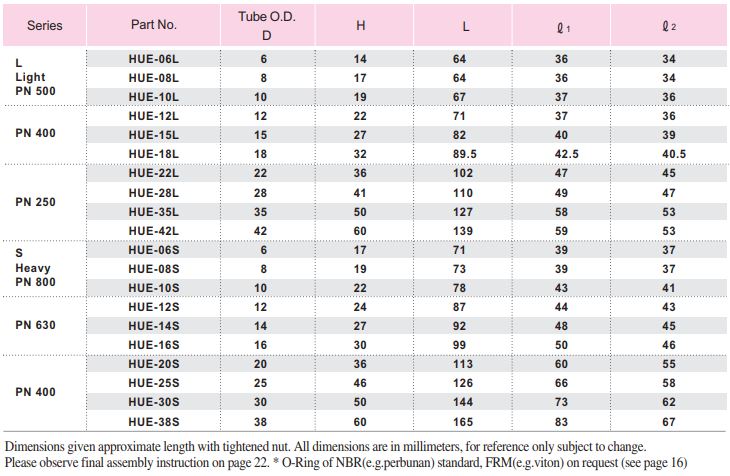 Series Part No. Tube O.D. D H L ℓ1 ℓ2
L Light PN 500
HUE-06L 6 14 64 36 34
HUE-08L 8 17 64 36 34
HUE-10L 10 19 67 37 36
PN 400
HUE-12L 12 22 71 37 36
HUE-15L 15 27 82 40 39
HUE-18L 18 32 89.5 42.5 40.5
PN 250
HUE-22L 22 36 102 47 45
HUE-28L 28 41 110 49 47
HUE-35L 35 50 127 58 53
HUE-42L 42 60 139 59 53
S Heavy PN 800
HUE-06S 6 17 71 39 37
HUE-08S 8 19 73 39 37
HUE-10S 10 22 78 43 41
PN 630
HUE-12S 12 24 87 44 43
HUE-14S 14 27 92 48 45
HUE-16S 16 30 99 50 46
PN 400
HUE-20S 20 36 113 60 55
HUE-25S 25 46 126 66 58
HUE-30S 30 50 144 73 62
HUE-38S 38 60 165 83 67
Dimensions given approximate length with tightened nut. All dimensions are in millimeters, for reference only subject to change.
Please observe final assembly instruction on page 22. * O-Ring of NBR(e.g.perbunan) standard, FRM(e.g.viton) on request (see page 16)